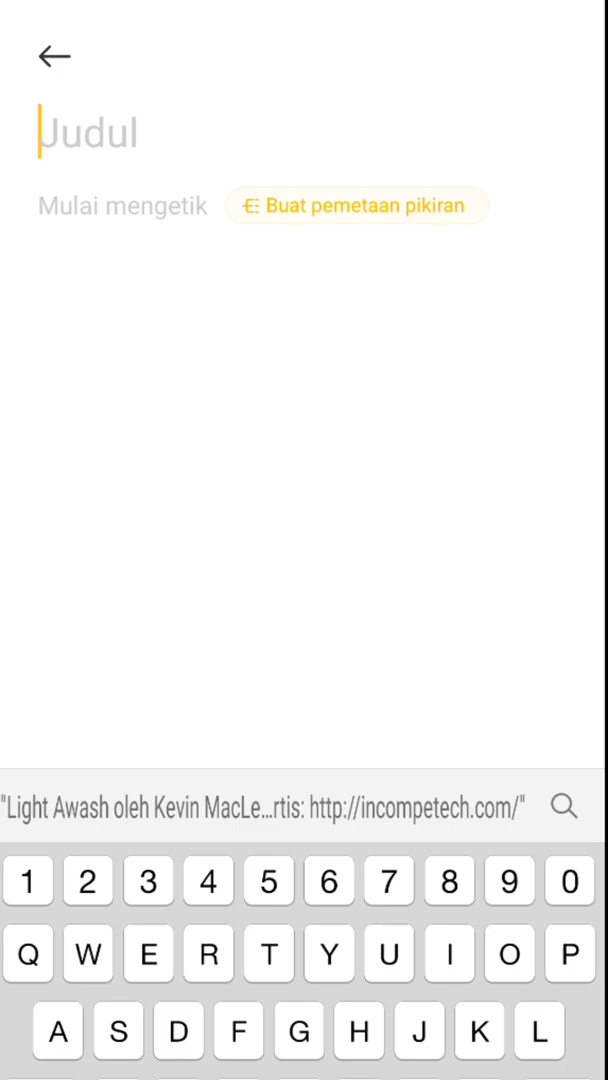 Judul
Mulai mengetik Buat pemetaan pikiran
"Light Awash oleh Kevin MacLe...rtis: http://incompetech.com/"
1 2 3 4 5 6 7 8 9 0
Q W E R T Y U I O P
A S D F G H J K L